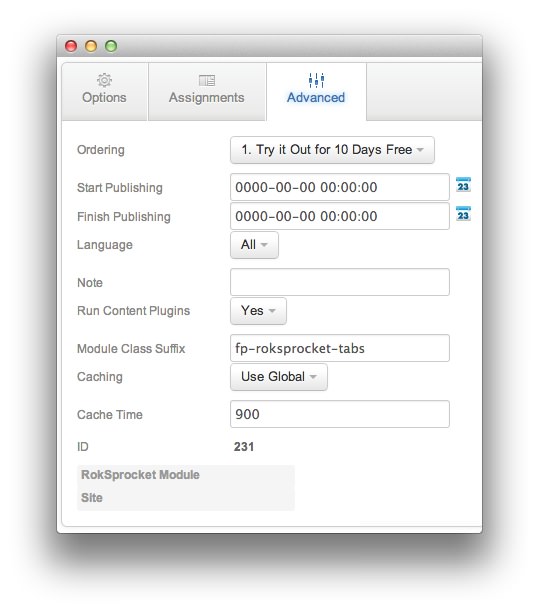 Options Assignments Advanced
Ordering 1. Try it Out for 10 Days Free
Start Publishing 0000-00-00 00:00:00 23
Finish Publishing 0000-00-00 00:00:00 23
Language All
Note
Run Content Plugins Yes
Module Class Suffix fp-roksprocket-tabs
Caching Use Global
Cache Time 900
ID 231
RokSprocket Module
Site